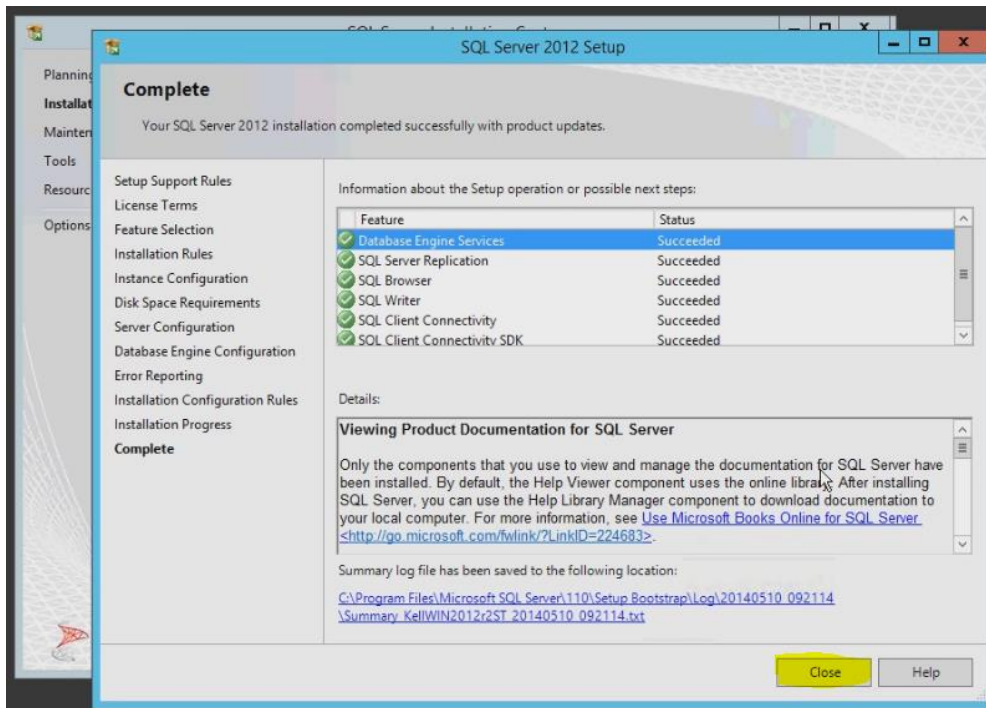 SQL Server 2012 Setup
Planning
Installat
Mainten
Tools
Resourc
Options
Complete
Your SQL Server 2012 installation completed successfully with product updates.
Setup Support Rules
License Terms
Feature Selection
Installation Rules
Instance Configuration
Disk Space Requirements
Server Configuration
Database Engine Configuration
Error Reporting
Installation Configuration Rules
Installation Progress
Complete
Information about the Setup operation or possible next steps:
Feature Status
Database Engine Services Succeeded
SQL Server Replication Succeeded
SQL Browser Succeeded
SQL Writer Succeeded
SQL Client Connectivity Succeeded
SQL Client Connectivity SDK Succeeded
Details:
Viewing Product Documentation for SQL Server
Only the components that you use to view and manage the documentation for SQL Server have
been installed. By default, the Help Viewer component uses the online library. After installing
SQL Server, you can use the Help Library Manager component to download documentation to
your local computer. For more information, see Use Microsoft Books Online for SQL Server
<http://go.microsoft.com/fwlink/?LinkID=224683>.
Summary log file has been saved to the following location:
C:\Program Files\Microsoft SQL Server\110\Setup Bootstrap\Log\20140510_092114
\Summary_KellWIN2012r2ST_20140510_092114.txt
Close Help